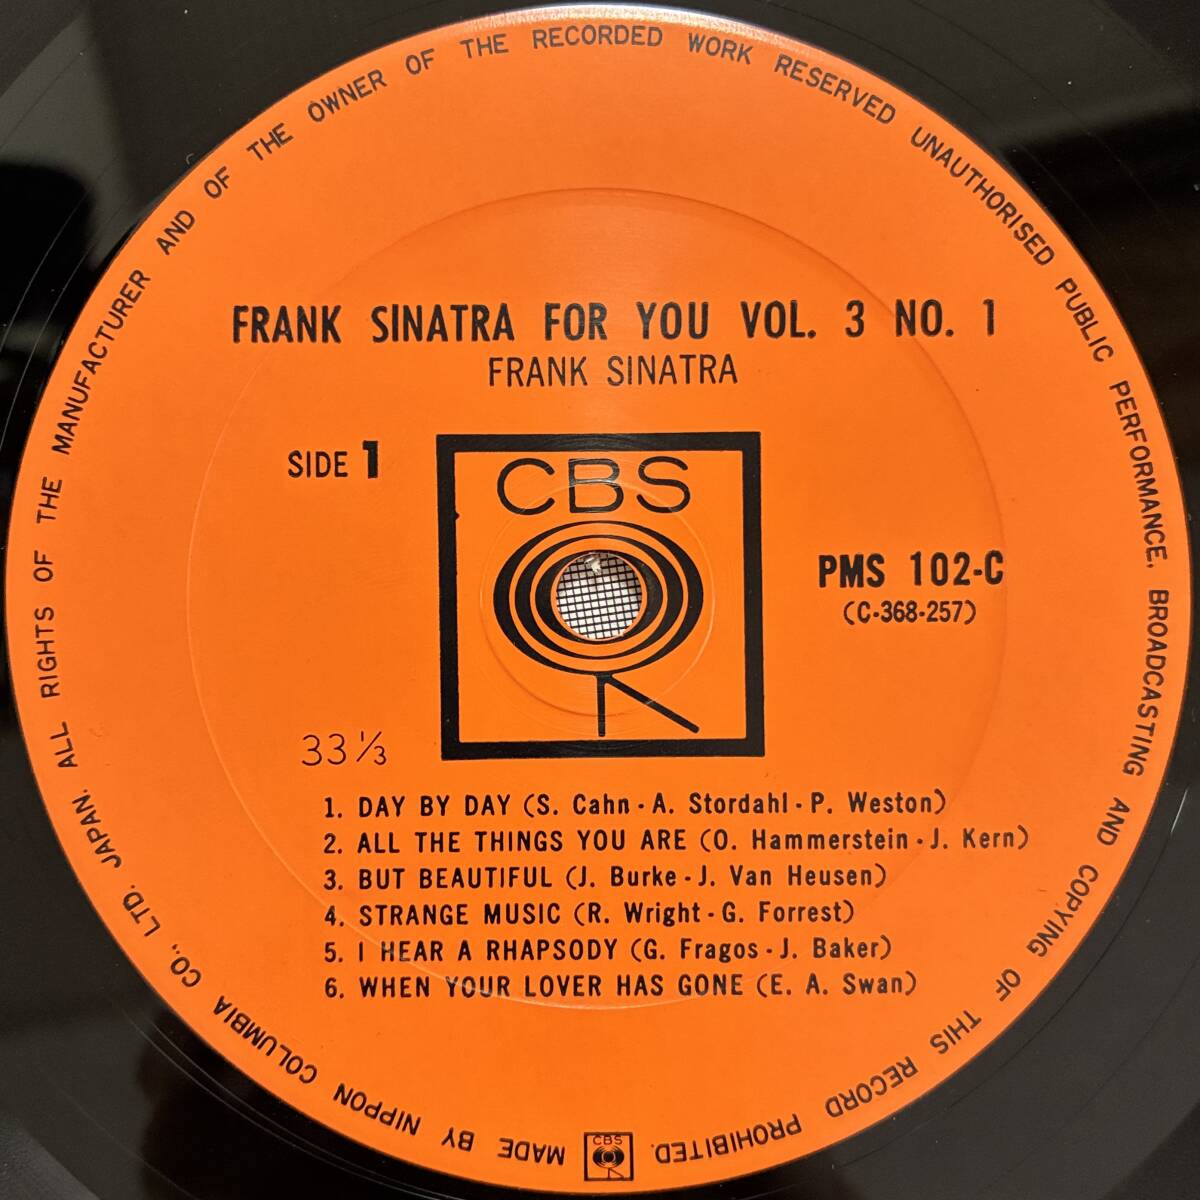 MADE BY NIPPON COLUMBIA CO., LTD. JAPAN. ALL RIGHTS OF THE MANUFACTURER AND OF THE OWNER OF THE RECORDED WORK RESERVED UNAUTHORISED PUBLIC PERFORMANCE, BROADCASTING AND COPYING OF THIS RECORD PROHIBITED.
FRANK SINATRA FOR YOU VOL. 3 NO. 1
FRANK SINATRA
SIDE 1
CBS
PMS 102-C
(C-368-257)
33 ⅓
1. DAY BY DAY (S. Cahn・A. Stordahl・P. Weston)
2. ALL THE THINGS YOU ARE (O. Hammerstein・J. Kern)
3. BUT BEAUTIFUL (J. Burke・J. Van Heusen)
4. STRANGE MUSIC (R. Wright・G. Forrest)
5. I HEAR A RHAPSODY (G. Fragos・J. Baker)
6. WHEN YOUR LOVER HAS GONE (E. A. Swan)
CBS